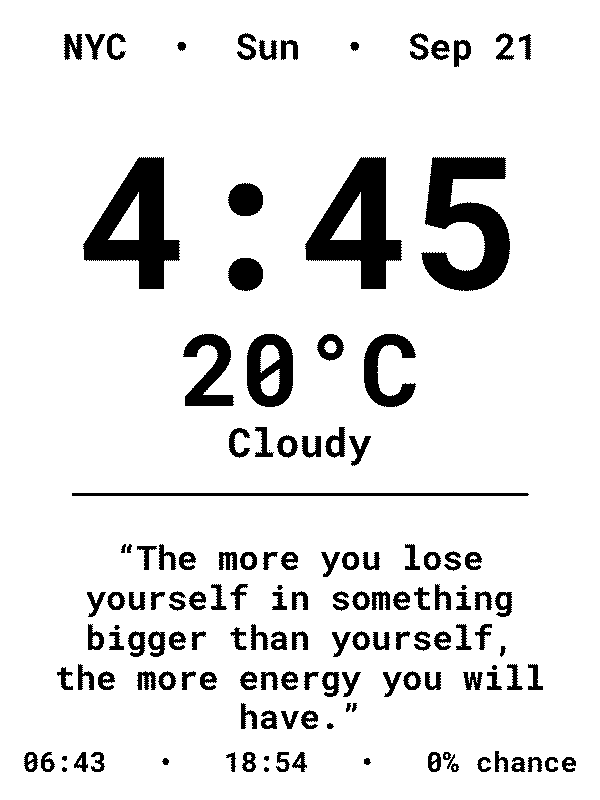 NYC • Sun • Sep 21
4:45
20°C
Cloudy
“The more you lose
yourself in something
bigger than yourself,
the more energy you will
have.”
06:43 • 18:54 • 0% chance